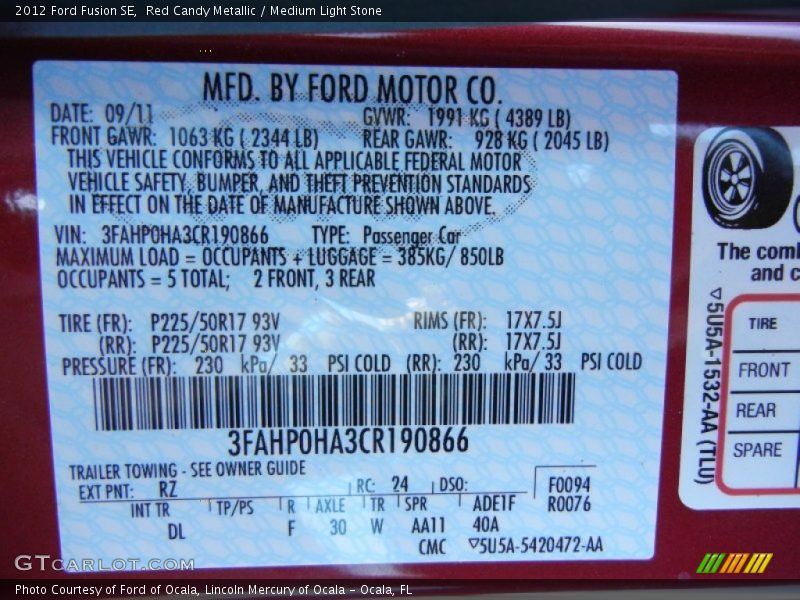 2012 Ford Fusion SE, Red Candy Metallic / Medium Light Stone
MFD. BY FORD MOTOR CO.
DATE: 09/11 GVWR: 1991 KG ( 4389 LB)
FRONT GAWR: 1063 KG ( 2344 LB) REAR GAWR: 928 KG ( 2045 LB)
THIS VEHICLE CONFORMS TO ALL APPLICABLE FEDERAL MOTOR
VEHICLE SAFETY, BUMPER, AND THEFT PREVENTION STANDARDS
IN EFFECT ON THE DATE OF MANUFACTURE SHOWN ABOVE.
VIN: 3FAHP0HA3CR190866 TYPE: Passenger Car
MAXIMUM LOAD = OCCUPANTS + LUGGAGE = 385KG/ 850LB
OCCUPANTS = 5 TOTAL; 2 FRONT, 3 REAR
TIRE (FR): P225/50R17 93V RIMS (FR): 17X7.5J
(RR): P225/50R17 93V (RR): 17X7.5J
PRESSURE (FR): 230 kPa/ 33 PSI COLD (RR): 230 kPa/ 33 PSI COLD
3FAHP0HA3CR190866
TRAILER TOWING - SEE OWNER GUIDE
EXT PNT: RZ RC: 24 DSO: F0094
INT TR TP/PS R AXLE TR SPR ADE1F R0076
DL F 30 W AA11 40A
CMC ▽5U5A-5420472-AA
The
and
▽5U5A-1532-AA (TLU)
TIRE
FRONT
REAR
SPARE
GTCarLot.com
Photo Courtesy of Ford of Ocala, Lincoln Mercury of Ocala – Ocala, FL